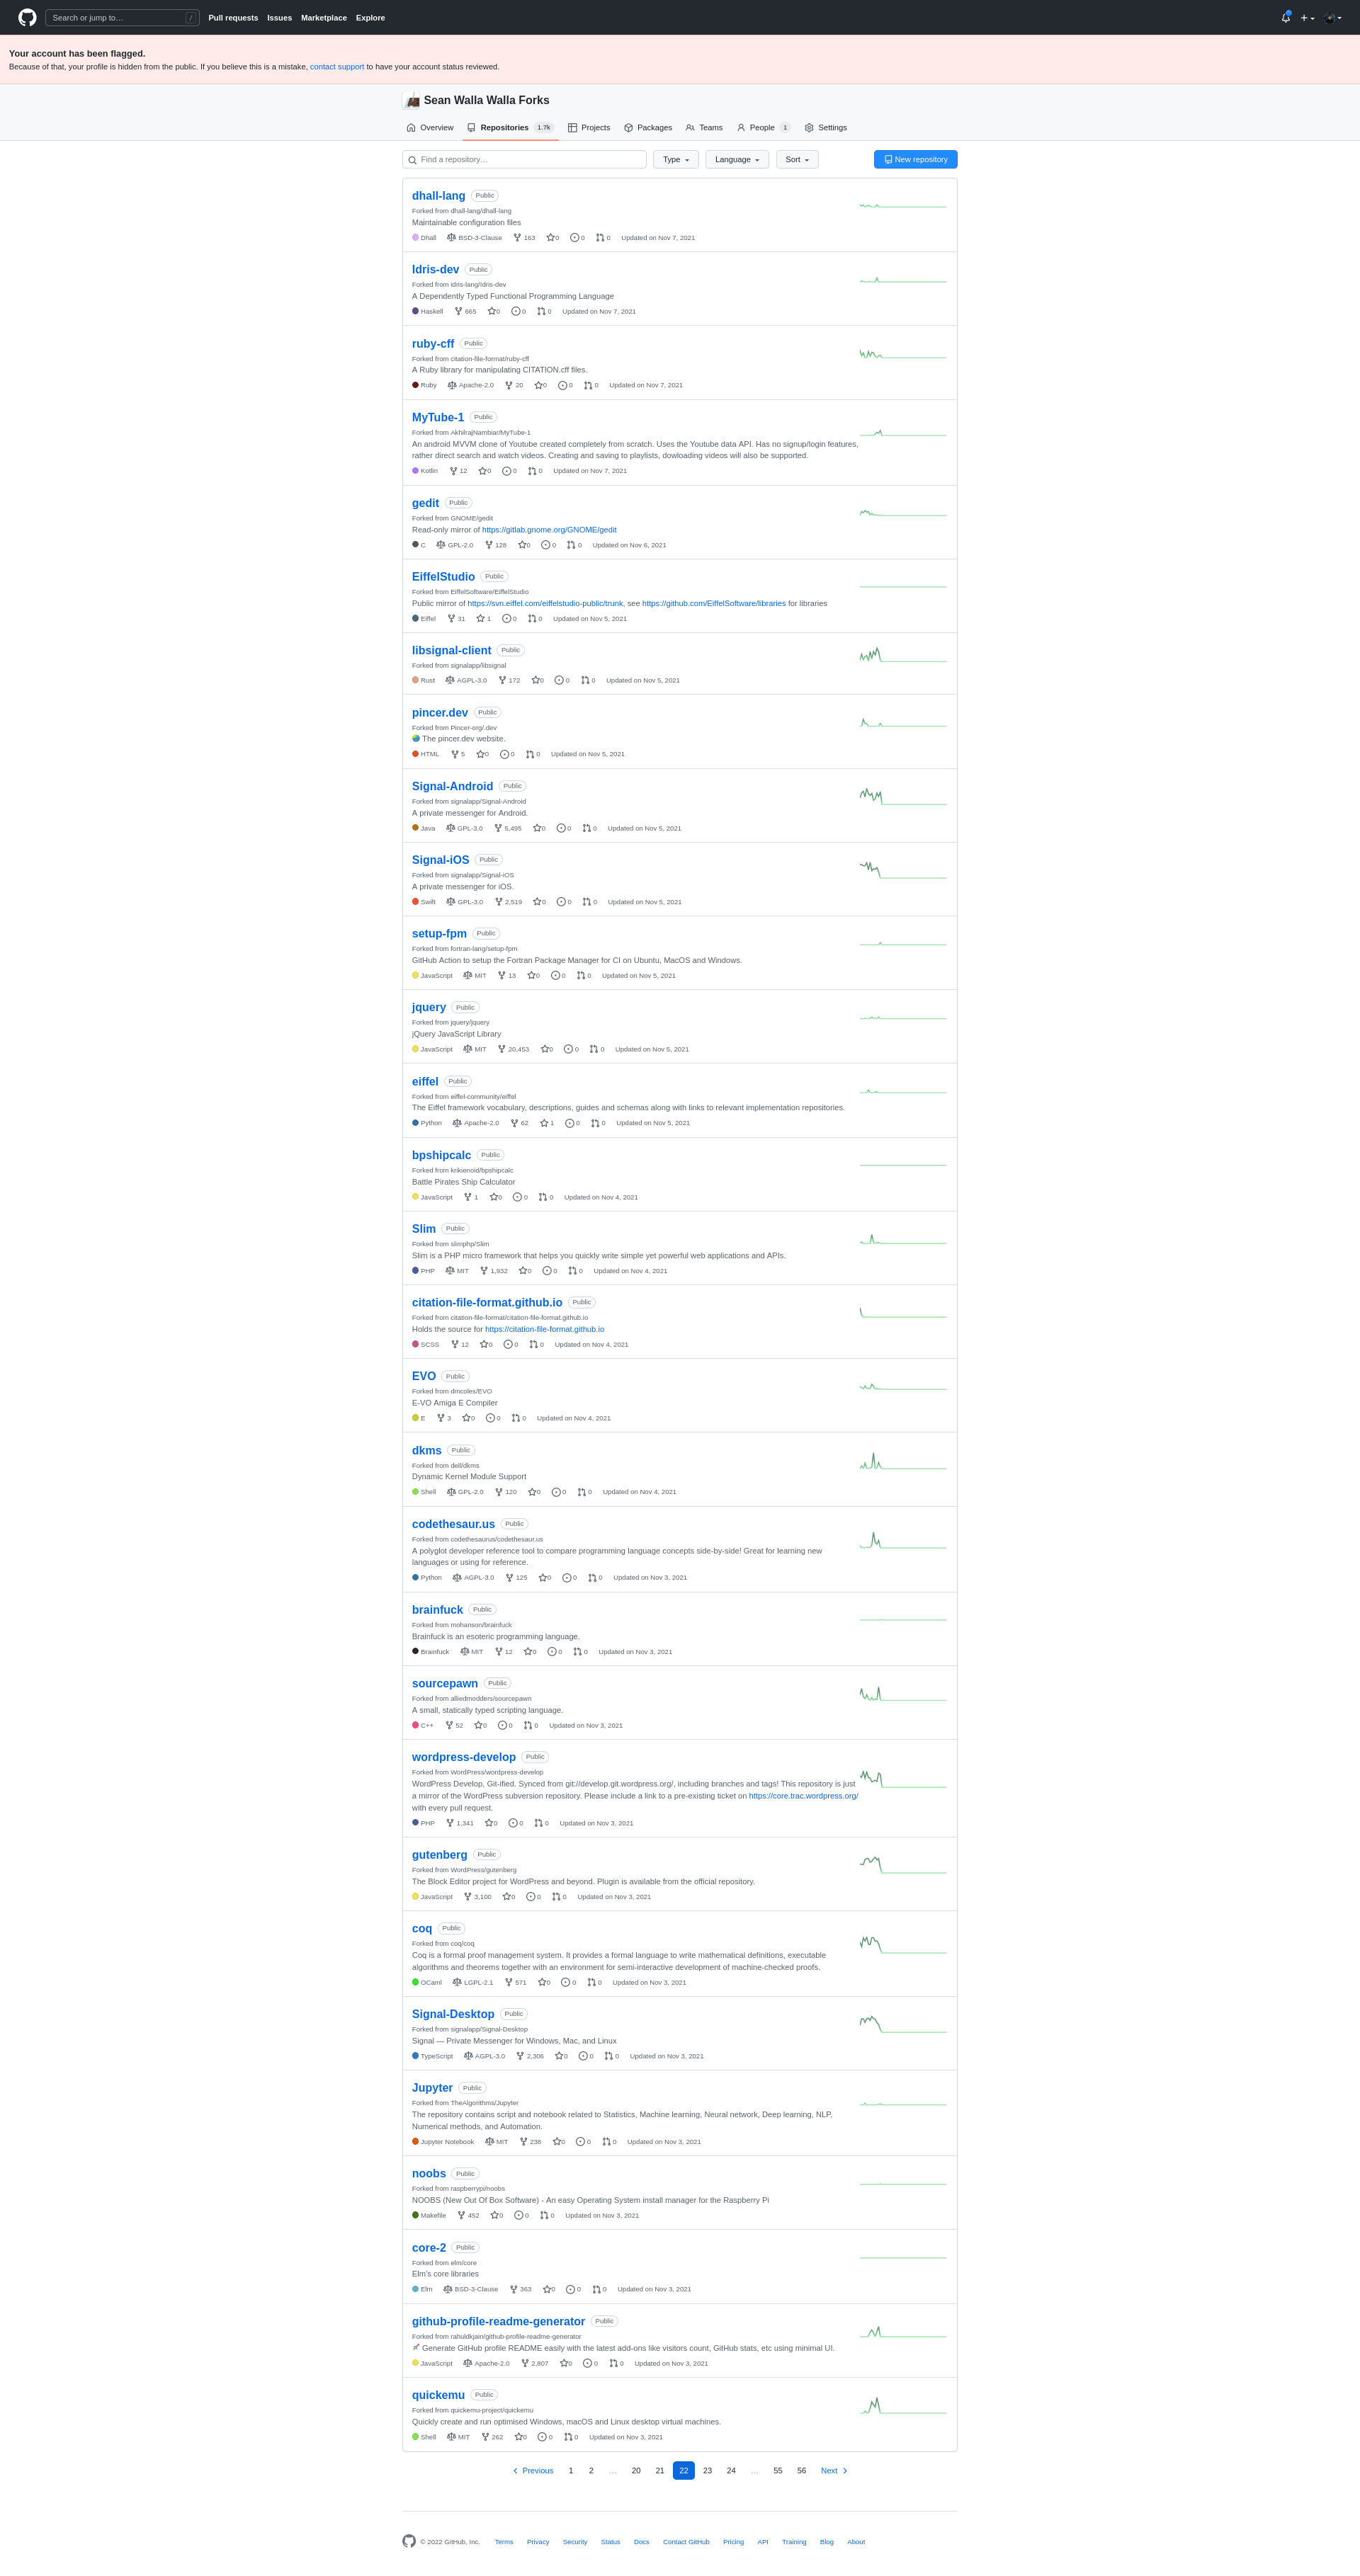 Search or jump to…
/
Pull requests Issues Marketplace Explore
Your account has been flagged.
Because of that, your profile is hidden from the public. If you believe this is a mistake, contact support to have your account status reviewed.
Sean Walla Walla Forks
Overview Repositories 1.7k Projects Packages Teams People 1 Settings
Find a repository… Type Language Sort New repository
dhall-lang Public
Forked from dhall-lang/dhall-lang
Maintainable configuration files
Dhall BSD-3-Clause 163 0 0 0 Updated on Nov 7, 2021
Idris-dev Public
Forked from idris-lang/Idris-dev
A Dependently Typed Functional Programming Language
Haskell 665 0 0 0 Updated on Nov 7, 2021
ruby-cff Public
Forked from citation-file-format/ruby-cff
A Ruby library for manipulating CITATION.cff files.
Ruby Apache-2.0 20 0 0 0 Updated on Nov 7, 2021
MyTube-1 Public
Forked from AkhilrajNambiar/MyTube-1
An android MVVM clone of Youtube created completely from scratch. Uses the Youtube data API. Has no signup/login features,
rather direct search and watch videos. Creating and saving to playlists, dowloading videos will also be supported.
Kotlin 12 0 0 0 Updated on Nov 7, 2021
gedit Public
Forked from GNOME/gedit
Read-only mirror of https://gitlab.gnome.org/GNOME/gedit
C GPL-2.0 128 0 0 0 Updated on Nov 6, 2021
EiffelStudio Public
Forked from EiffelSoftware/EiffelStudio
Public mirror of https://svn.eiffel.com/eiffelstudio-public/trunk, see https://github.com/EiffelSoftware/libraries for libraries
Eiffel 31 1 0 0 Updated on Nov 5, 2021
libsignal-client Public
Forked from signalapp/libsignal
Rust AGPL-3.0 172 0 0 0 Updated on Nov 5, 2021
pincer.dev Public
Forked from Pincer-org/.dev
The pincer.dev website.
HTML 5 0 0 0 Updated on Nov 5, 2021
Signal-Android Public
Forked from signalapp/Signal-Android
A private messenger for Android.
Java GPL-3.0 5,495 0 0 0 Updated on Nov 5, 2021
Signal-iOS Public
Forked from signalapp/Signal-iOS
A private messenger for iOS.
Swift GPL-3.0 2,519 0 0 0 Updated on Nov 5, 2021
setup-fpm Public
Forked from fortran-lang/setup-fpm
GitHub Action to setup the Fortran Package Manager for CI on Ubuntu, MacOS and Windows.
JavaScript MIT 13 0 0 0 Updated on Nov 5, 2021
jquery Public
Forked from jquery/jquery
jQuery JavaScript Library
JavaScript MIT 20,453 0 0 0 Updated on Nov 5, 2021
eiffel Public
Forked from eiffel-community/eiffel
The Eiffel framework vocabulary, descriptions, guides and schemas along with links to relevant implementation repositories.
Python Apache-2.0 62 1 0 0 Updated on Nov 5, 2021
bpshipcalc Public
Forked from krikienoid/bpshipcalc
Battle Pirates Ship Calculator
JavaScript 1 0 0 0 Updated on Nov 4, 2021
Slim Public
Forked from slimphp/Slim
Slim is a PHP micro framework that helps you quickly write simple yet powerful web applications and APIs.
PHP MIT 1,932 0 0 0 Updated on Nov 4, 2021
citation-file-format.github.io Public
Forked from citation-file-format/citation-file-format.github.io
Holds the source for https://citation-file-format.github.io
SCSS 12 0 0 0 Updated on Nov 4, 2021
EVO Public
Forked from dmcoles/EVO
E-VO Amiga E Compiler
E 3 0 0 0 Updated on Nov 4, 2021
dkms Public
Forked from dell/dkms
Dynamic Kernel Module Support
Shell GPL-2.0 120 0 0 0 Updated on Nov 4, 2021
codethesaur.us Public
Forked from codethesaurus/codethesaur.us
A polyglot developer reference tool to compare programming language concepts side-by-side! Great for learning new
languages or using for reference.
Python AGPL-3.0 125 0 0 0 Updated on Nov 3, 2021
brainfuck Public
Forked from mohanson/brainfuck
Brainfuck is an esoteric programming language.
Brainfuck MIT 12 0 0 0 Updated on Nov 3, 2021
sourcepawn Public
Forked from alliedmodders/sourcepawn
A small, statically typed scripting language.
C++ 52 0 0 0 Updated on Nov 3, 2021
wordpress-develop Public
Forked from WordPress/wordpress-develop
WordPress Develop, Git-ified. Synced from git://develop.git.wordpress.org/, including branches and tags! This repository is just
a mirror of the WordPress subversion repository. Please include a link to a pre-existing ticket on https://core.trac.wordpress.org/
with every pull request.
PHP 1,341 0 0 0 Updated on Nov 3, 2021
gutenberg Public
Forked from WordPress/gutenberg
The Block Editor project for WordPress and beyond. Plugin is available from the official repository.
JavaScript 3,100 0 0 0 Updated on Nov 3, 2021
coq Public
Forked from coq/coq
Coq is a formal proof management system. It provides a formal language to write mathematical definitions, executable
algorithms and theorems together with an environment for semi-interactive development of machine-checked proofs.
OCaml LGPL-2.1 571 0 0 0 Updated on Nov 3, 2021
Signal-Desktop Public
Forked from signalapp/Signal-Desktop
Signal — Private Messenger for Windows, Mac, and Linux
TypeScript AGPL-3.0 2,306 0 0 0 Updated on Nov 3, 2021
Jupyter Public
Forked from TheAlgorithms/Jupyter
The repository contains script and notebook related to Statistics, Machine learning, Neural network, Deep learning, NLP,
Numerical methods, and Automation.
Jupyter Notebook MIT 238 0 0 0 Updated on Nov 3, 2021
noobs Public
Forked from raspberrypi/noobs
NOOBS (New Out Of Box Software) - An easy Operating System install manager for the Raspberry Pi
Makefile 452 0 0 0 Updated on Nov 3, 2021
core-2 Public
Forked from elm/core
Elm's core libraries
Elm BSD-3-Clause 363 0 0 0 Updated on Nov 3, 2021
github-profile-readme-generator Public
Forked from rahuldkjain/github-profile-readme-generator
Generate GitHub profile README easily with the latest add-ons like visitors count, GitHub stats, etc using minimal UI.
JavaScript Apache-2.0 2,807 0 0 0 Updated on Nov 3, 2021
quickemu Public
Forked from quickemu-project/quickemu
Quickly create and run optimised Windows, macOS and Linux desktop virtual machines.
Shell MIT 262 0 0 0 Updated on Nov 3, 2021
Previous 1 2 … 20 21 22 23 24 … 55 56 Next
© 2022 GitHub, Inc. Terms Privacy Security Status Docs Contact GitHub Pricing API Training Blog About